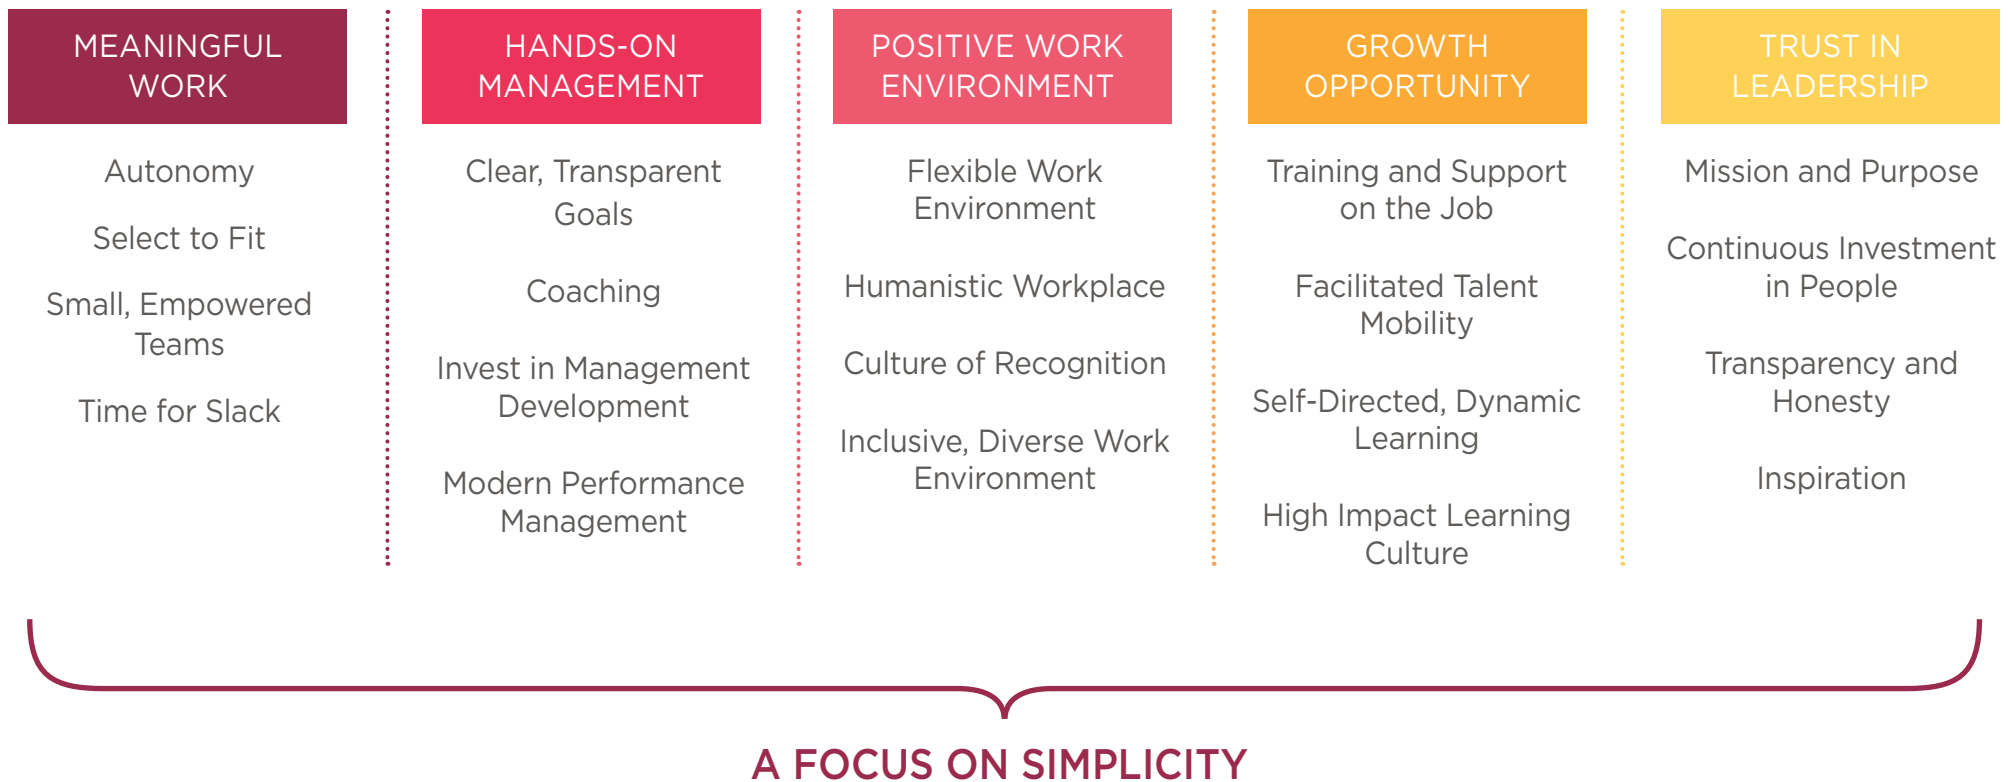 MEANINGFUL
WORK
Autonomy
Select to Fit
Small, Empowered
Teams
Time for Slack
HANDS-ON
MANAGEMENT
Clear, Transparent
Goals
Coaching
Invest in Management
Development
Modern Performance
Management
POSITIVE WORK
ENVIRONMENT
Flexible Work
Environment
Humanistic Workplace
Culture of Recognition
Inclusive, Diverse Work
Environment
GROWTH
OPPORTUNITY
Training and Support
on the Job
Facilitated Talent
Mobility
Self-Directed, Dynamic
Learning
High Impact Learning
Culture
TRUST IN
LEADERSHIP
Mission and Purpose
Continuous Investment
in People
Transparency and
Honesty
Inspiration
A FOCUS ON SIMPLICITY